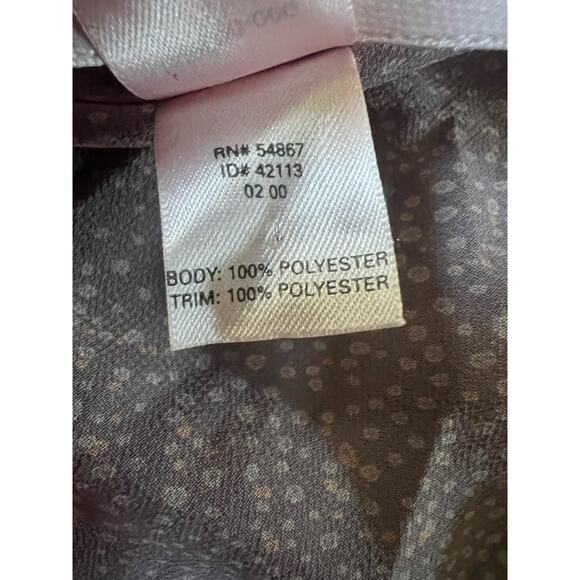 RN# 54867
ID# 42113
02 00
BODY: 100% POLYESTER
TRIM: 100% POLYESTER